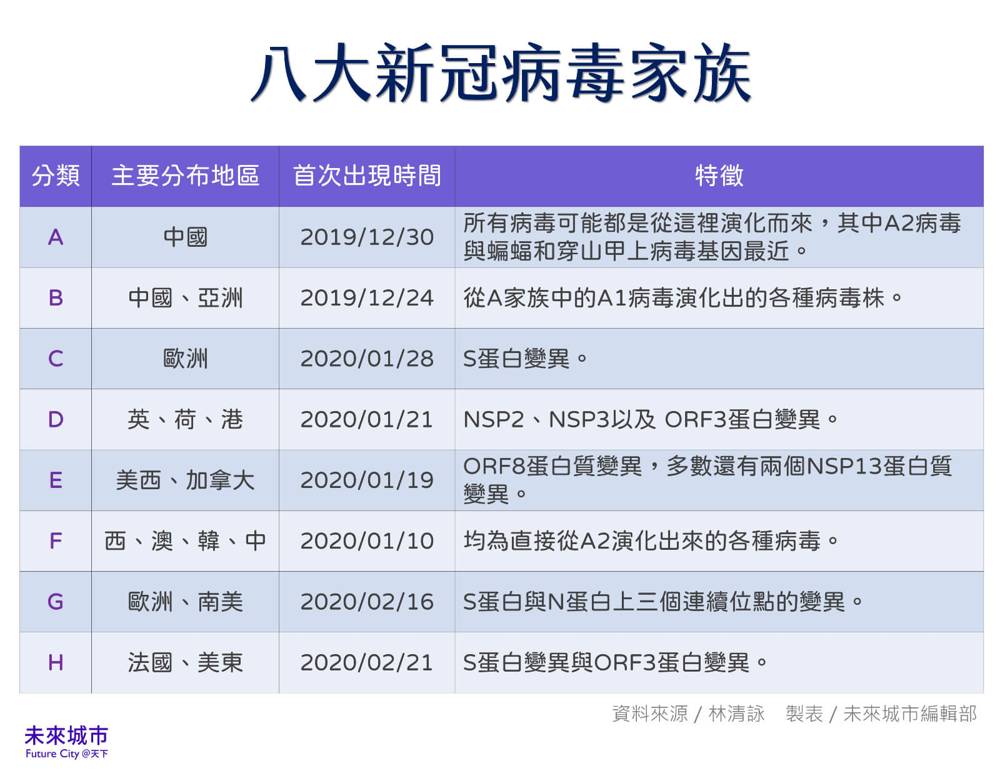 八大新冠病毒家族
分類 主要分布地區 首次出現時間 特徵
A 中國 2019/12/30 所有病毒可能都是從這裡演化而來，其中A2病毒
與蝙蝠和穿山甲上病毒基因最近。
B 中國、亞洲 2019/12/24 從A家族中的A1病毒演化出的各種病毒株。
C 歐洲 2020/01/28 S蛋白變異。
D 英、荷、港 2020/01/21 NSP2、NSP3以及 ORF3蛋白變異。
E 美西、加拿大 2020/01/19 ORF8蛋白質變異，多數還有兩個NSP13蛋白質
變異。
F 西、澳、韓、中 2020/01/10 均為直接從A2演化出來的各種病毒。
G 歐洲、南美 2020/02/16 S蛋白與N蛋白上三個連續位點的變異。
H 法國、美東 2020/02/21 S蛋白變異與ORF3蛋白變異。
資料來源 / 林清詠　製表 / 未來城市編輯部
未來城市
Future City @天下